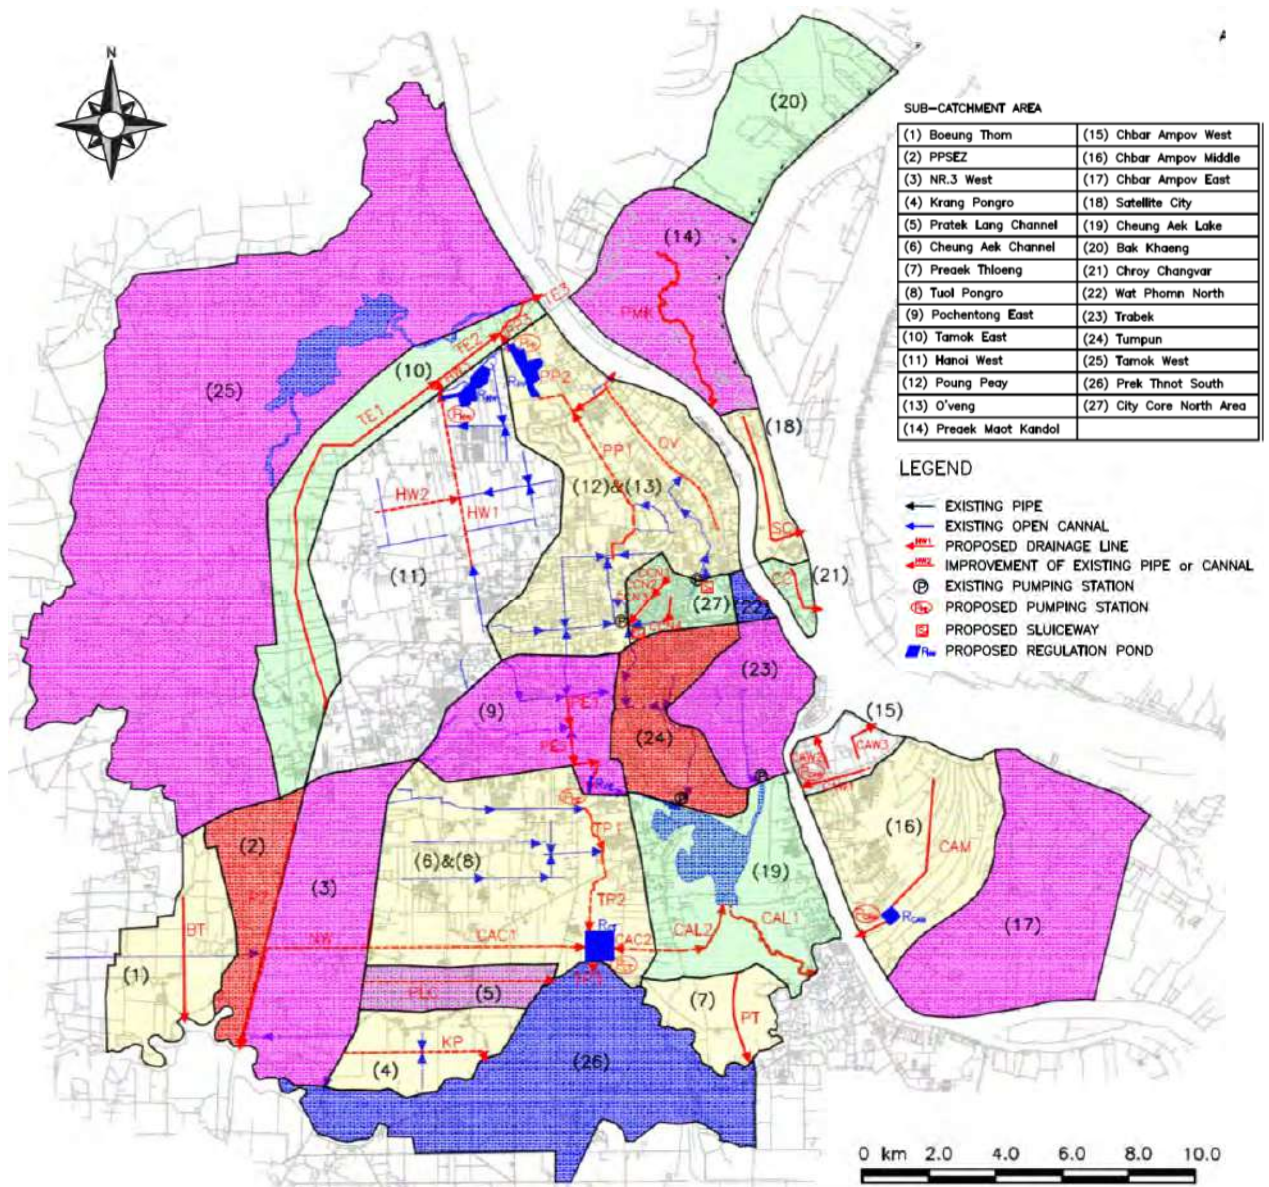 N
SUB-CATCHMENT AREA
(1) Boeung Thom (15) Chbar Ampov West
(2) PPSEZ (16) Chbar Ampov Middle
(3) NR.3 West (17) Chbar Ampov East
(4) Krang Pongro (18) Satellite City
(5) Pratek Lang Channel (19) Cheung Aek Lake
(6) Cheung Aek Channel (20) Bak Khaeng
(7) Preaek Thloeng (21) Chroy Changvar
(8) Tuol Pongro (22) Wat Phomn North
(9) Pochentong East (23) Trabek
(10) Tamok East (24) Tumpun
(11) Hanoi West (25) Tamok West
(12) Poung Peay (26) Prek Thnot South
(13) O'veng (27) City Core North Area
(14) Preaek Maot Kandol
LEGEND
EXISTING PIPE
EXISTING OPEN CANNAL
HW1 PROPOSED DRAINAGE LINE
HW2 IMPROVEMENT OF EXISTING PIPE or CANNAL
P EXISTING PUMPING STATION
PROPOSED PUMPING STATION
S PROPOSED SLUICEWAY
PROPOSED REGULATION POND
(20)
(14)
PMK
TE3
TE2
(10)
PP2
(25)
TE1
(18)
OV
PP1
(12)&(13)
HW2
HW1
SC
(11)
CCN3
CCN2
(21)
CC
(27)
(22)
(23)
(9)
PE1
(24)
(15)
CAW3
CAW2
(2)
(16)
CAM
TP1
(6)&(8)
(3)
(19)
TP2
BT
CAL1
CAL2
(17)
NW
CAC1
CAC2
(1)
PLC
(5)
(7)
PT
KP
(4)
(26)
0 km 2.0 4.0 6.0 8.0 10.0